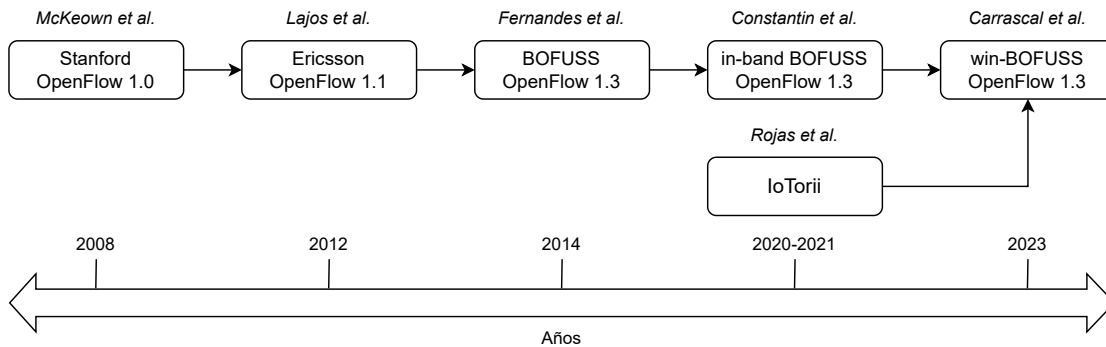 McKeown et al.
Lajos et al.
Fernandes et al.
Constantin et al.
Carrascal et al.
Stanford
OpenFlow 1.0
Ericsson
OpenFlow 1.1
BOFUSS
OpenFlow 1.3
in-band BOFUSS
OpenFlow 1.3
win-BOFUSS
OpenFlow 1.3
Rojas et al.
IoTorii
2008
2012
2014
2020-2021
2023
Años